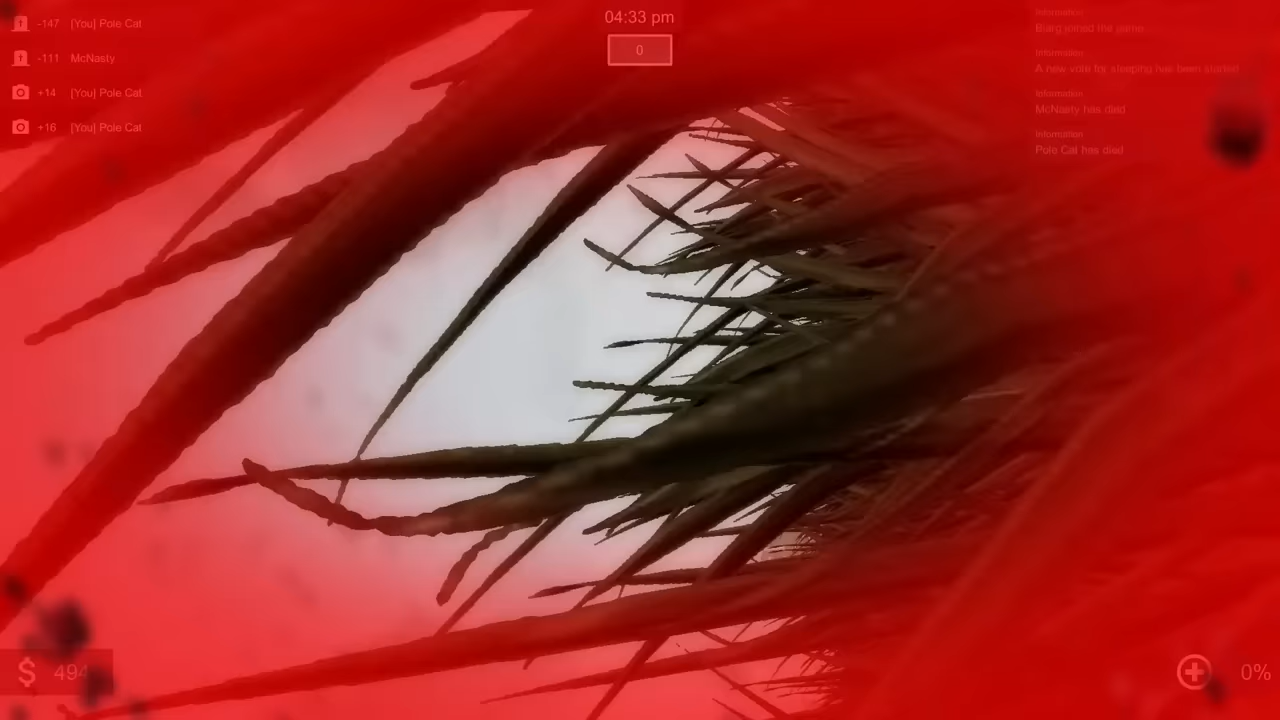 -147 [You] Pole Cat
-111 McNasty
+14 [You] Pole Cat
+16 [You] Pole Cat
04:33 pm
0
Information
Blarg joined the game
Information
A new vote for sleeping has been started
Information
McNasty has died
Information
Pole Cat has died
$ 494
0%